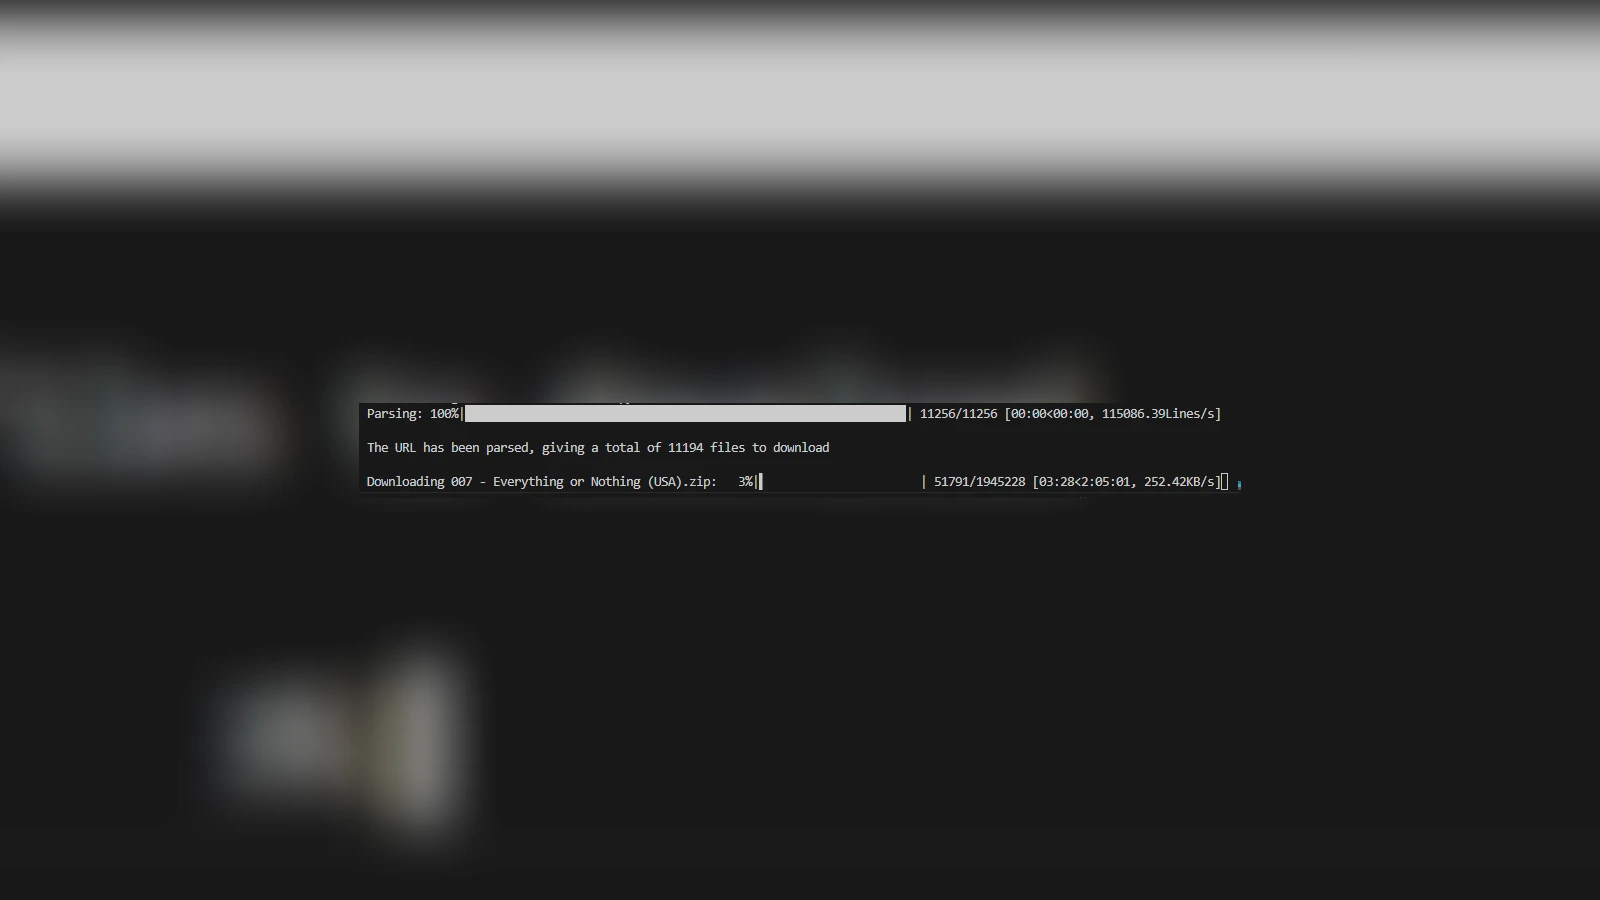 Parsing: 100%| | 11256/11256 [00:00<00:00, 115086.39Lines/s]
The URL has been parsed, giving a total of 11194 files to download
Downloading 007 - Everything or Nothing (USA).zip: 3%| | 51791/1945228 [03:28<2:05:01, 252.42KB/s]